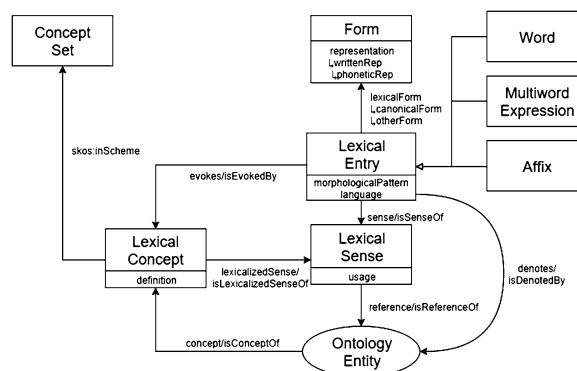 Concept
Set
Form
representation
↳writtenRep
↳phoneticRep
Word
Multiword
Expression
Affix
lexicalForm
↳canonicalForm
↳otherForm
skos:inScheme
Lexical
Entry
morphologicalPattern
language
evokes/isEvokedBy
sense/isSenseOf
Lexical
Concept
definition
lexicalizedSense/
isLexicalizedSenseOf
Lexical
Sense
usage
denotes/
isDenotedBy
reference/isReferenceOf
concept/isConceptOf
Ontology
Entity